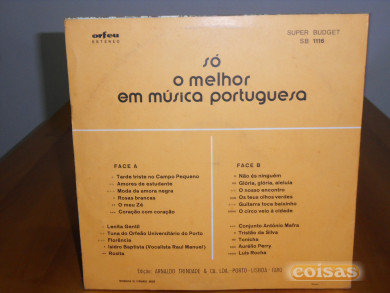 orfeu
ESTÉREO
SUPER BUDGET
SB 1116
só
o melhor
em música portuguesa
FACE A
Tarde triste no Campo Pequeno
Amores de estudante
Moda da amora negra
Rosas brancas
O meu Zé
Coração com coração
Lenita Gentil
Tuna do Orfeão Universitário do Porto
Florência
Isidro Baptista (Vocalista Raul Manuel)
Rosita
FACE B
Não és ninguém
Glória, glória, aleluia
O nosso encontro
Os teus olhos verdes
Guitarra toca baixinho
O circo veio à cidade
Conjunto António Mafra
Tristão da Silva
Tonicha
Aurélio Perry
Luís Rocha
Edição: ARNALDO TRINDADE & CA. LDA. PORTO LISBOA
coisas